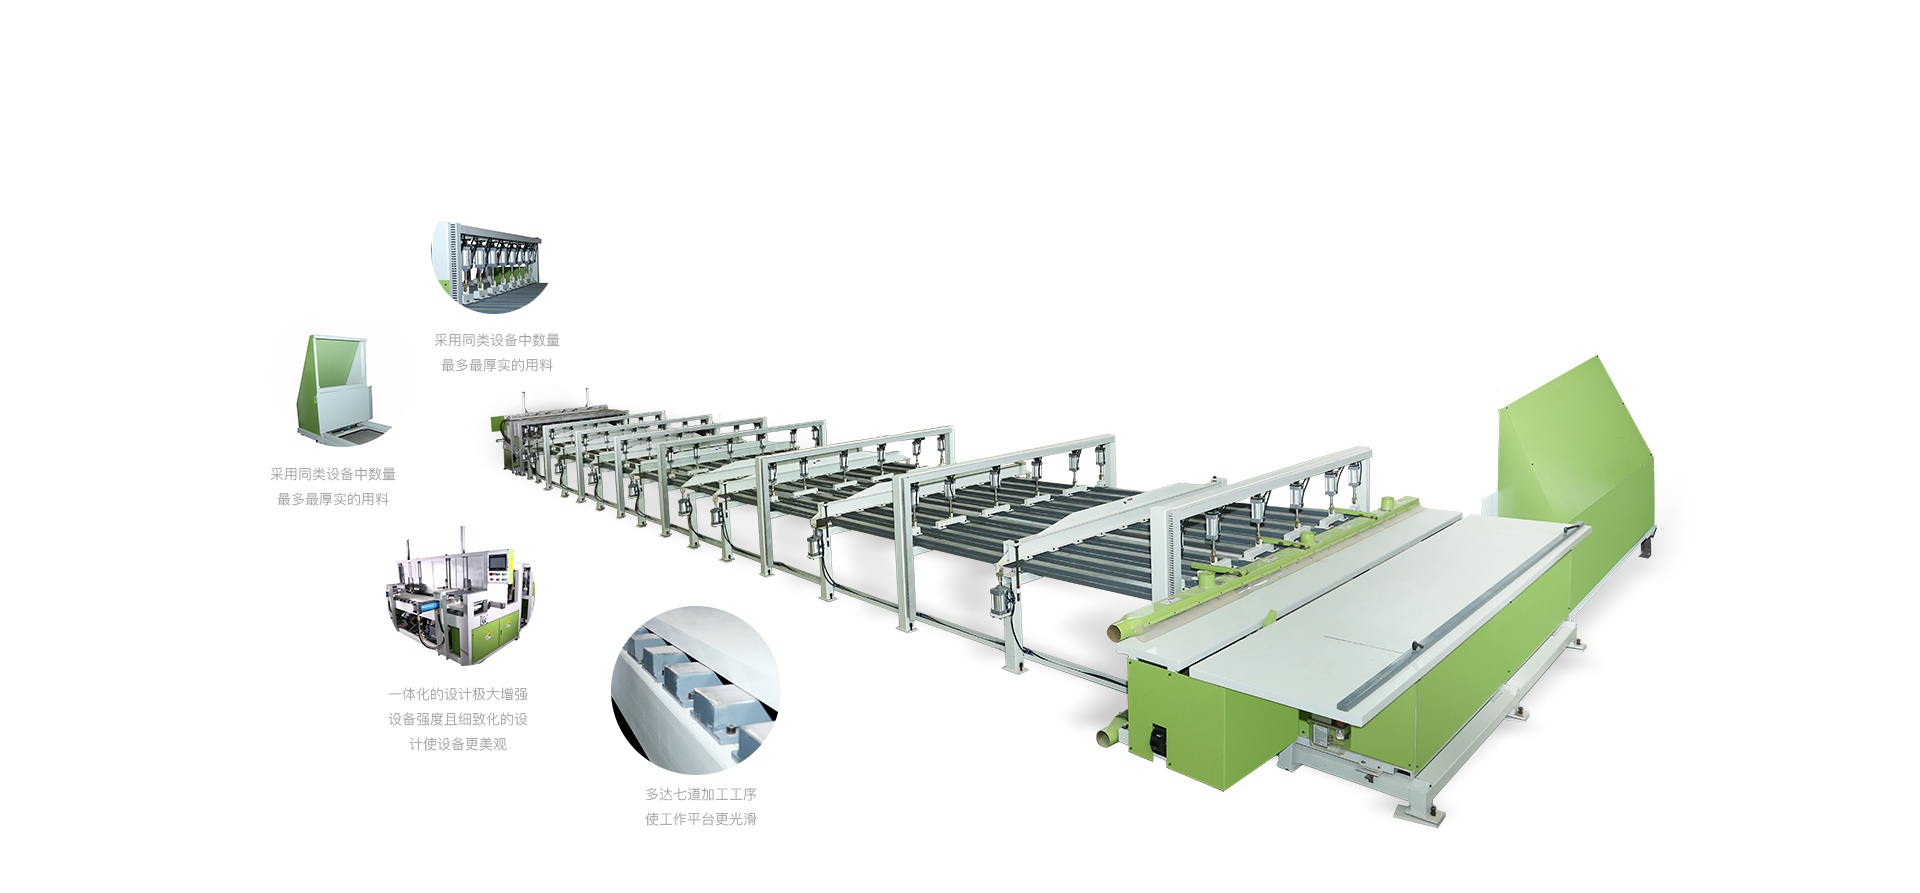 采用同类设备中数量
最多最厚实的用料
采用同类设备中数量
最多最厚实的用料
一体化的设计极大增强
设备强度且细致化的设
计使设备更美观
多达七道加工工序
使工作平台更光滑